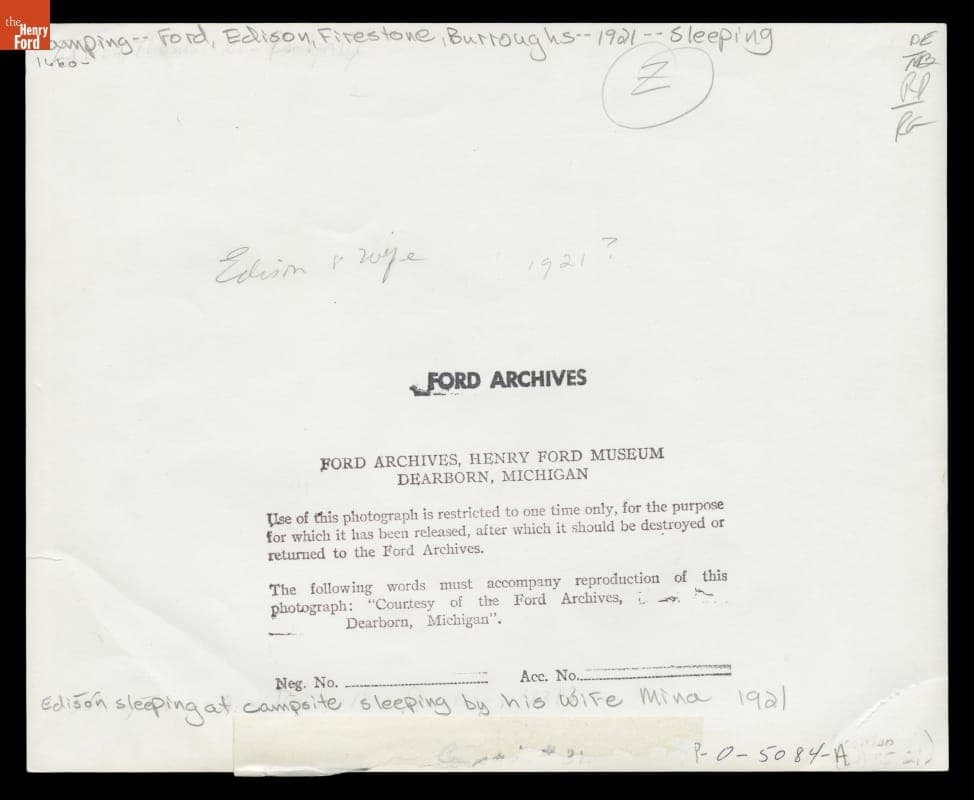 the
Henry
Ford
amping-- Ford, Edison, Firestone, Burroughs--1921--Sleeping
1660-
Z
DE
RD
RG
Edison & wife 1921?
FORD ARCHIVES
FORD ARCHIVES, HENRY FORD MUSEUM
DEARBORN, MICHIGAN
Use of this photograph is restricted to one time only, for the purpose
for which it has been released, after which it should be destroyed or
returned to the Ford Archives.
The following words must accompany reproduction of this
photograph: "Courtesy of the Ford Archives,
Dearborn, Michigan".
Neg. No. Acc. No.
Edison sleeping at campsite sleeping by his wife Mina 1921
P-O-5084-A